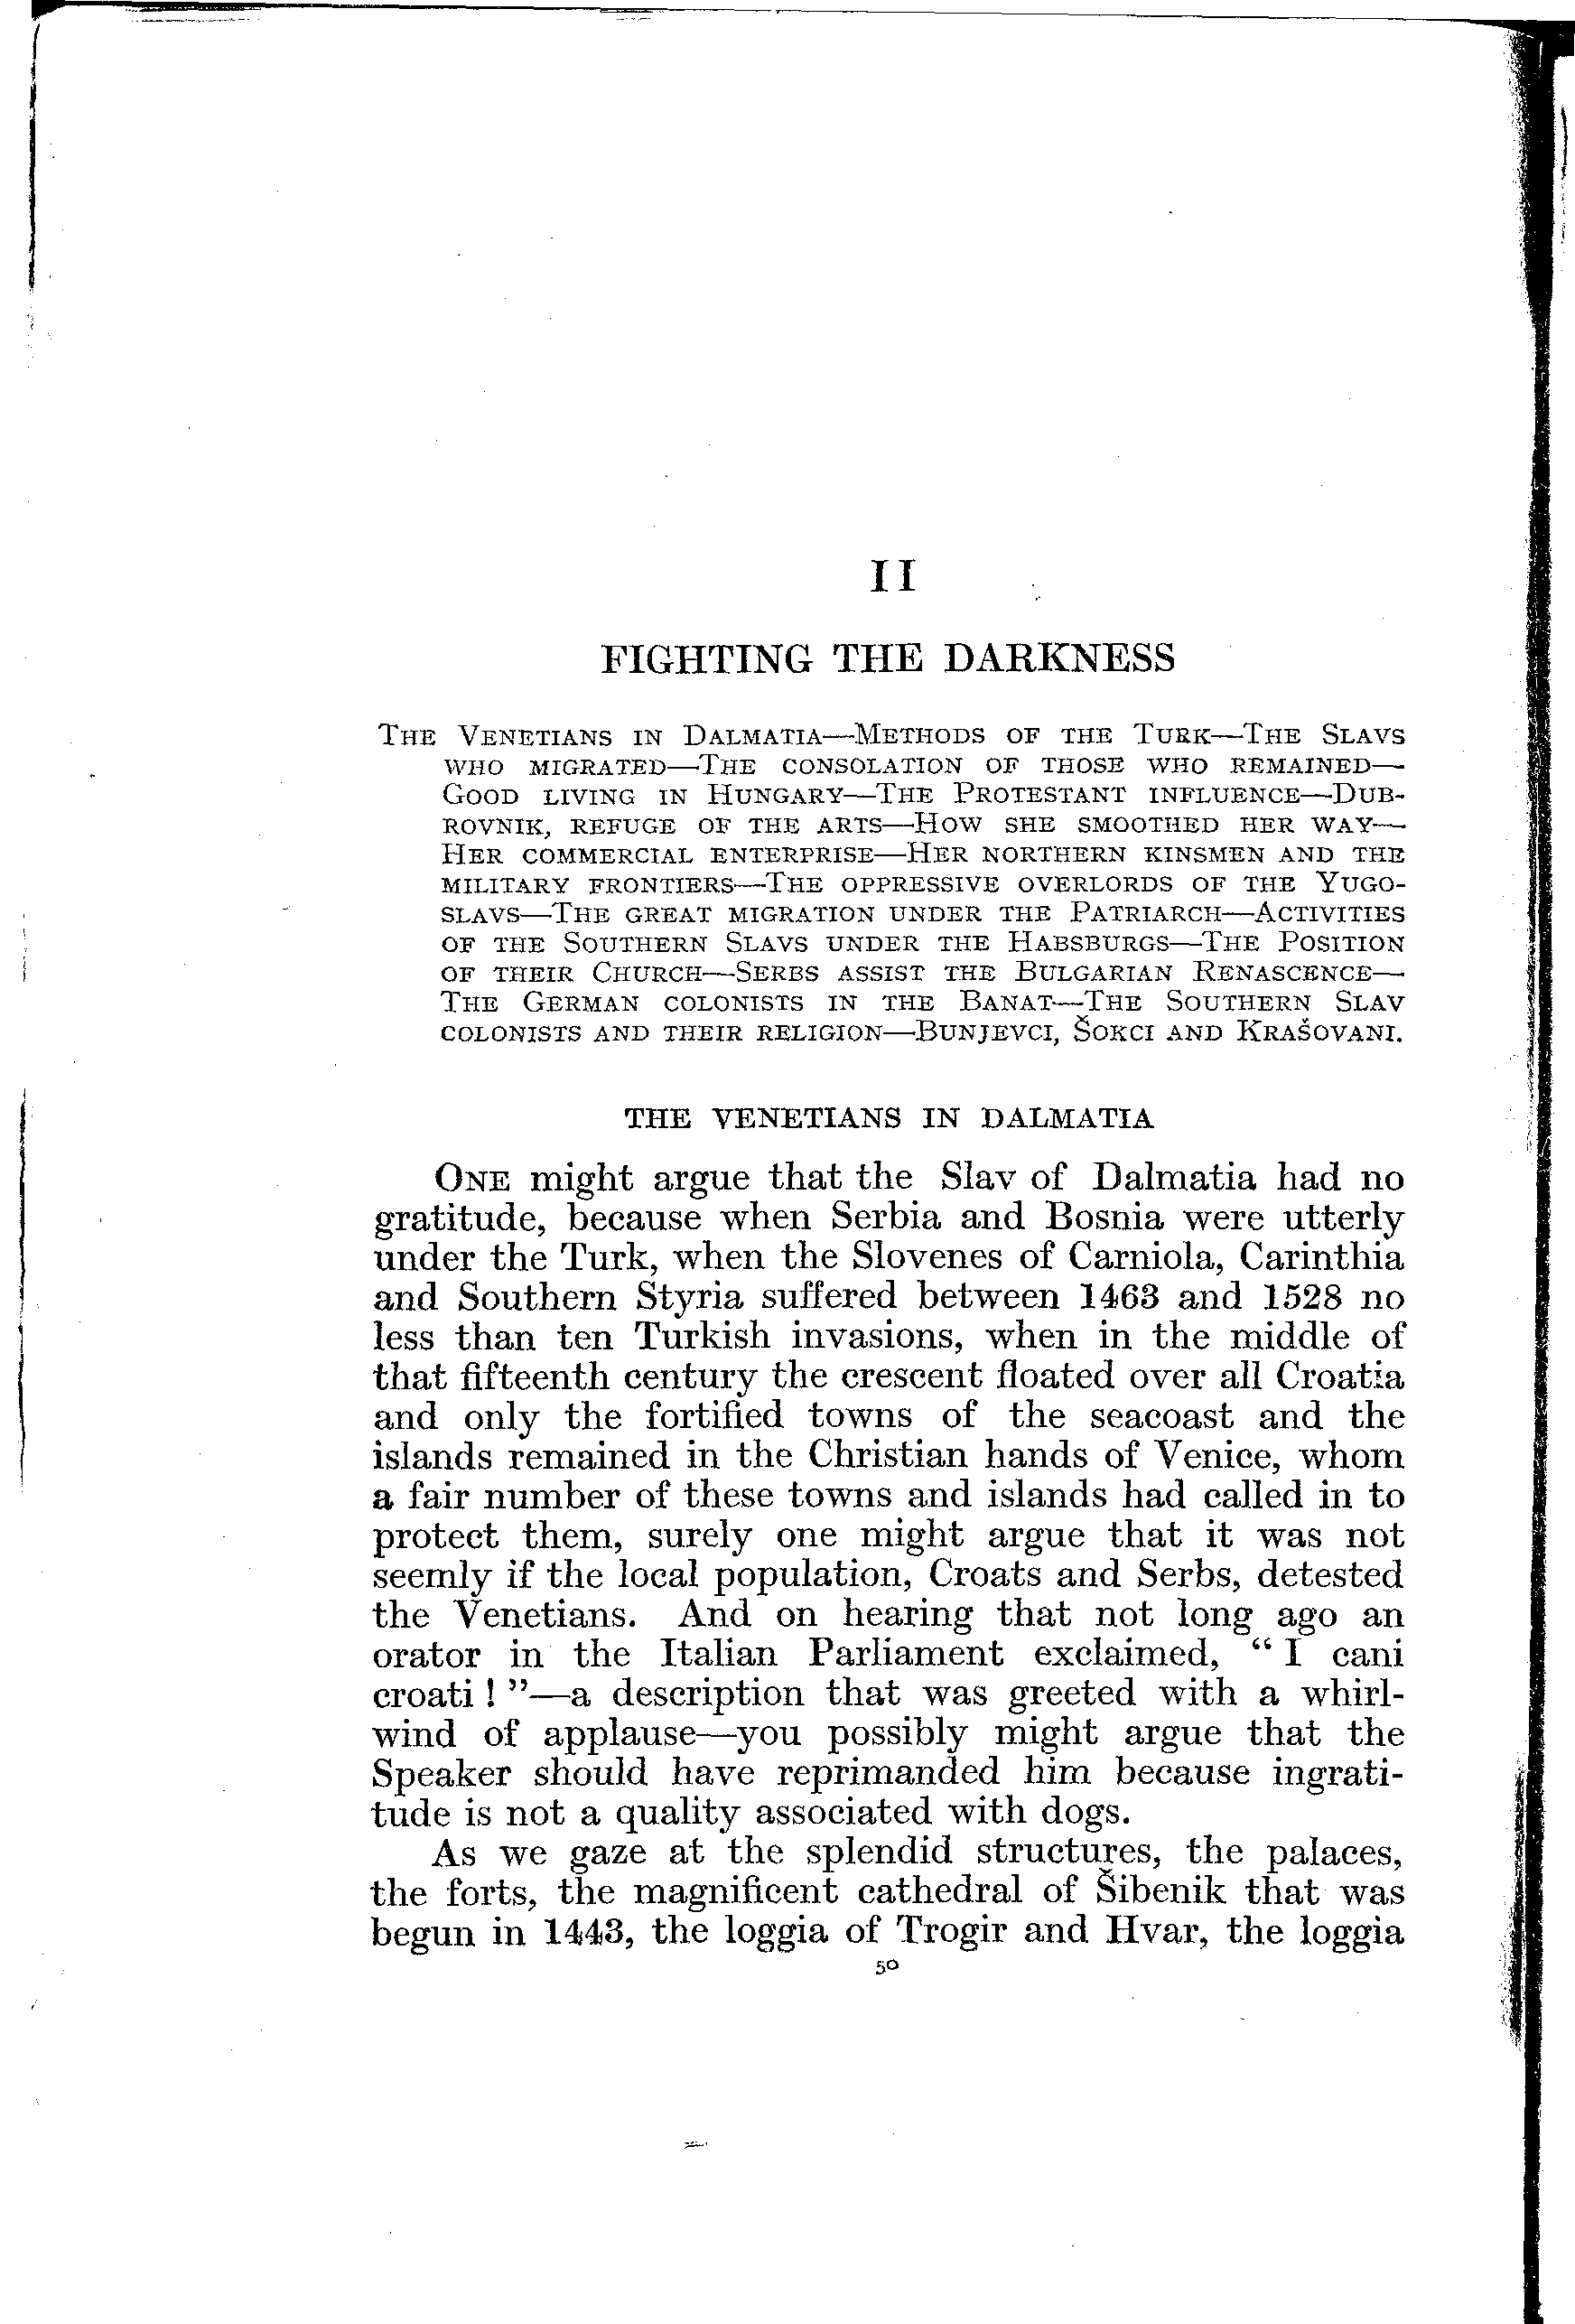 II
FIGHTING THE DARKNESS
THE VENETIANS IN DALMATIA—METHODS OF THE TURK—THE SLAVS
WHO MIGRATED—THE CONSOLATION OF THOSE WHO REMAINED—
GOOD LIVING IN HUNGARY—THE PROTESTANT INFLUENCE—DUB-
ROVNIK, REFUGE OF THE ARTS—HOW SHE SMOOTHED HER WAY—
HER COMMERCIAL ENTERPRISE—HER NORTHERN KINSMEN AND THE
MILITARY FRONTIERS—THE OPPRESSIVE OVERLORDS OF THE YUGO-
SLAVS—THE GREAT MIGRATION UNDER THE PATRIARCH—ACTIVITIES
OF THE SOUTHERN SLAVS UNDER THE HABSBURGS—THE POSITION
OF THEIR CHURCH—SERBS ASSIST THE BULGARIAN RENASCENCE—
THE GERMAN COLONISTS IN THE BANAT—THE SOUTHERN SLAV
COLONISTS AND THEIR RELIGION—BUNJEVCI, ŠOKCI AND KRAŠOVANI.
THE VENETIANS IN DALMATIA
ONE might argue that the Slav of Dalmatia had no
gratitude, because when Serbia and Bosnia were utterly
under the Turk, when the Slovenes of Carniola, Carinthia
and Southern Styria suffered between 1463 and 1528 no
less than ten Turkish invasions, when in the middle of
that fifteenth century the crescent floated over all Croatia
and only the fortified towns of the seacoast and the
islands remained in the Christian hands of Venice, whom
a fair number of these towns and islands had called in to
protect them, surely one might argue that it was not
seemly if the local population, Croats and Serbs, detested
the Venetians. And on hearing that not long ago an
orator in the Italian Parliament exclaimed, “ I cani
croati ! ”—a description that was greeted with a whirl-
wind of applause—you possibly might argue that the
Speaker should have reprimanded him because ingrati-
tude is not a quality associated with dogs.
As we gaze at the splendid structures, the palaces,
the forts, the magnificent cathedral of Šibenik that was
begun in 1443, the loggia of Trogir and Hvar, the loggia
50